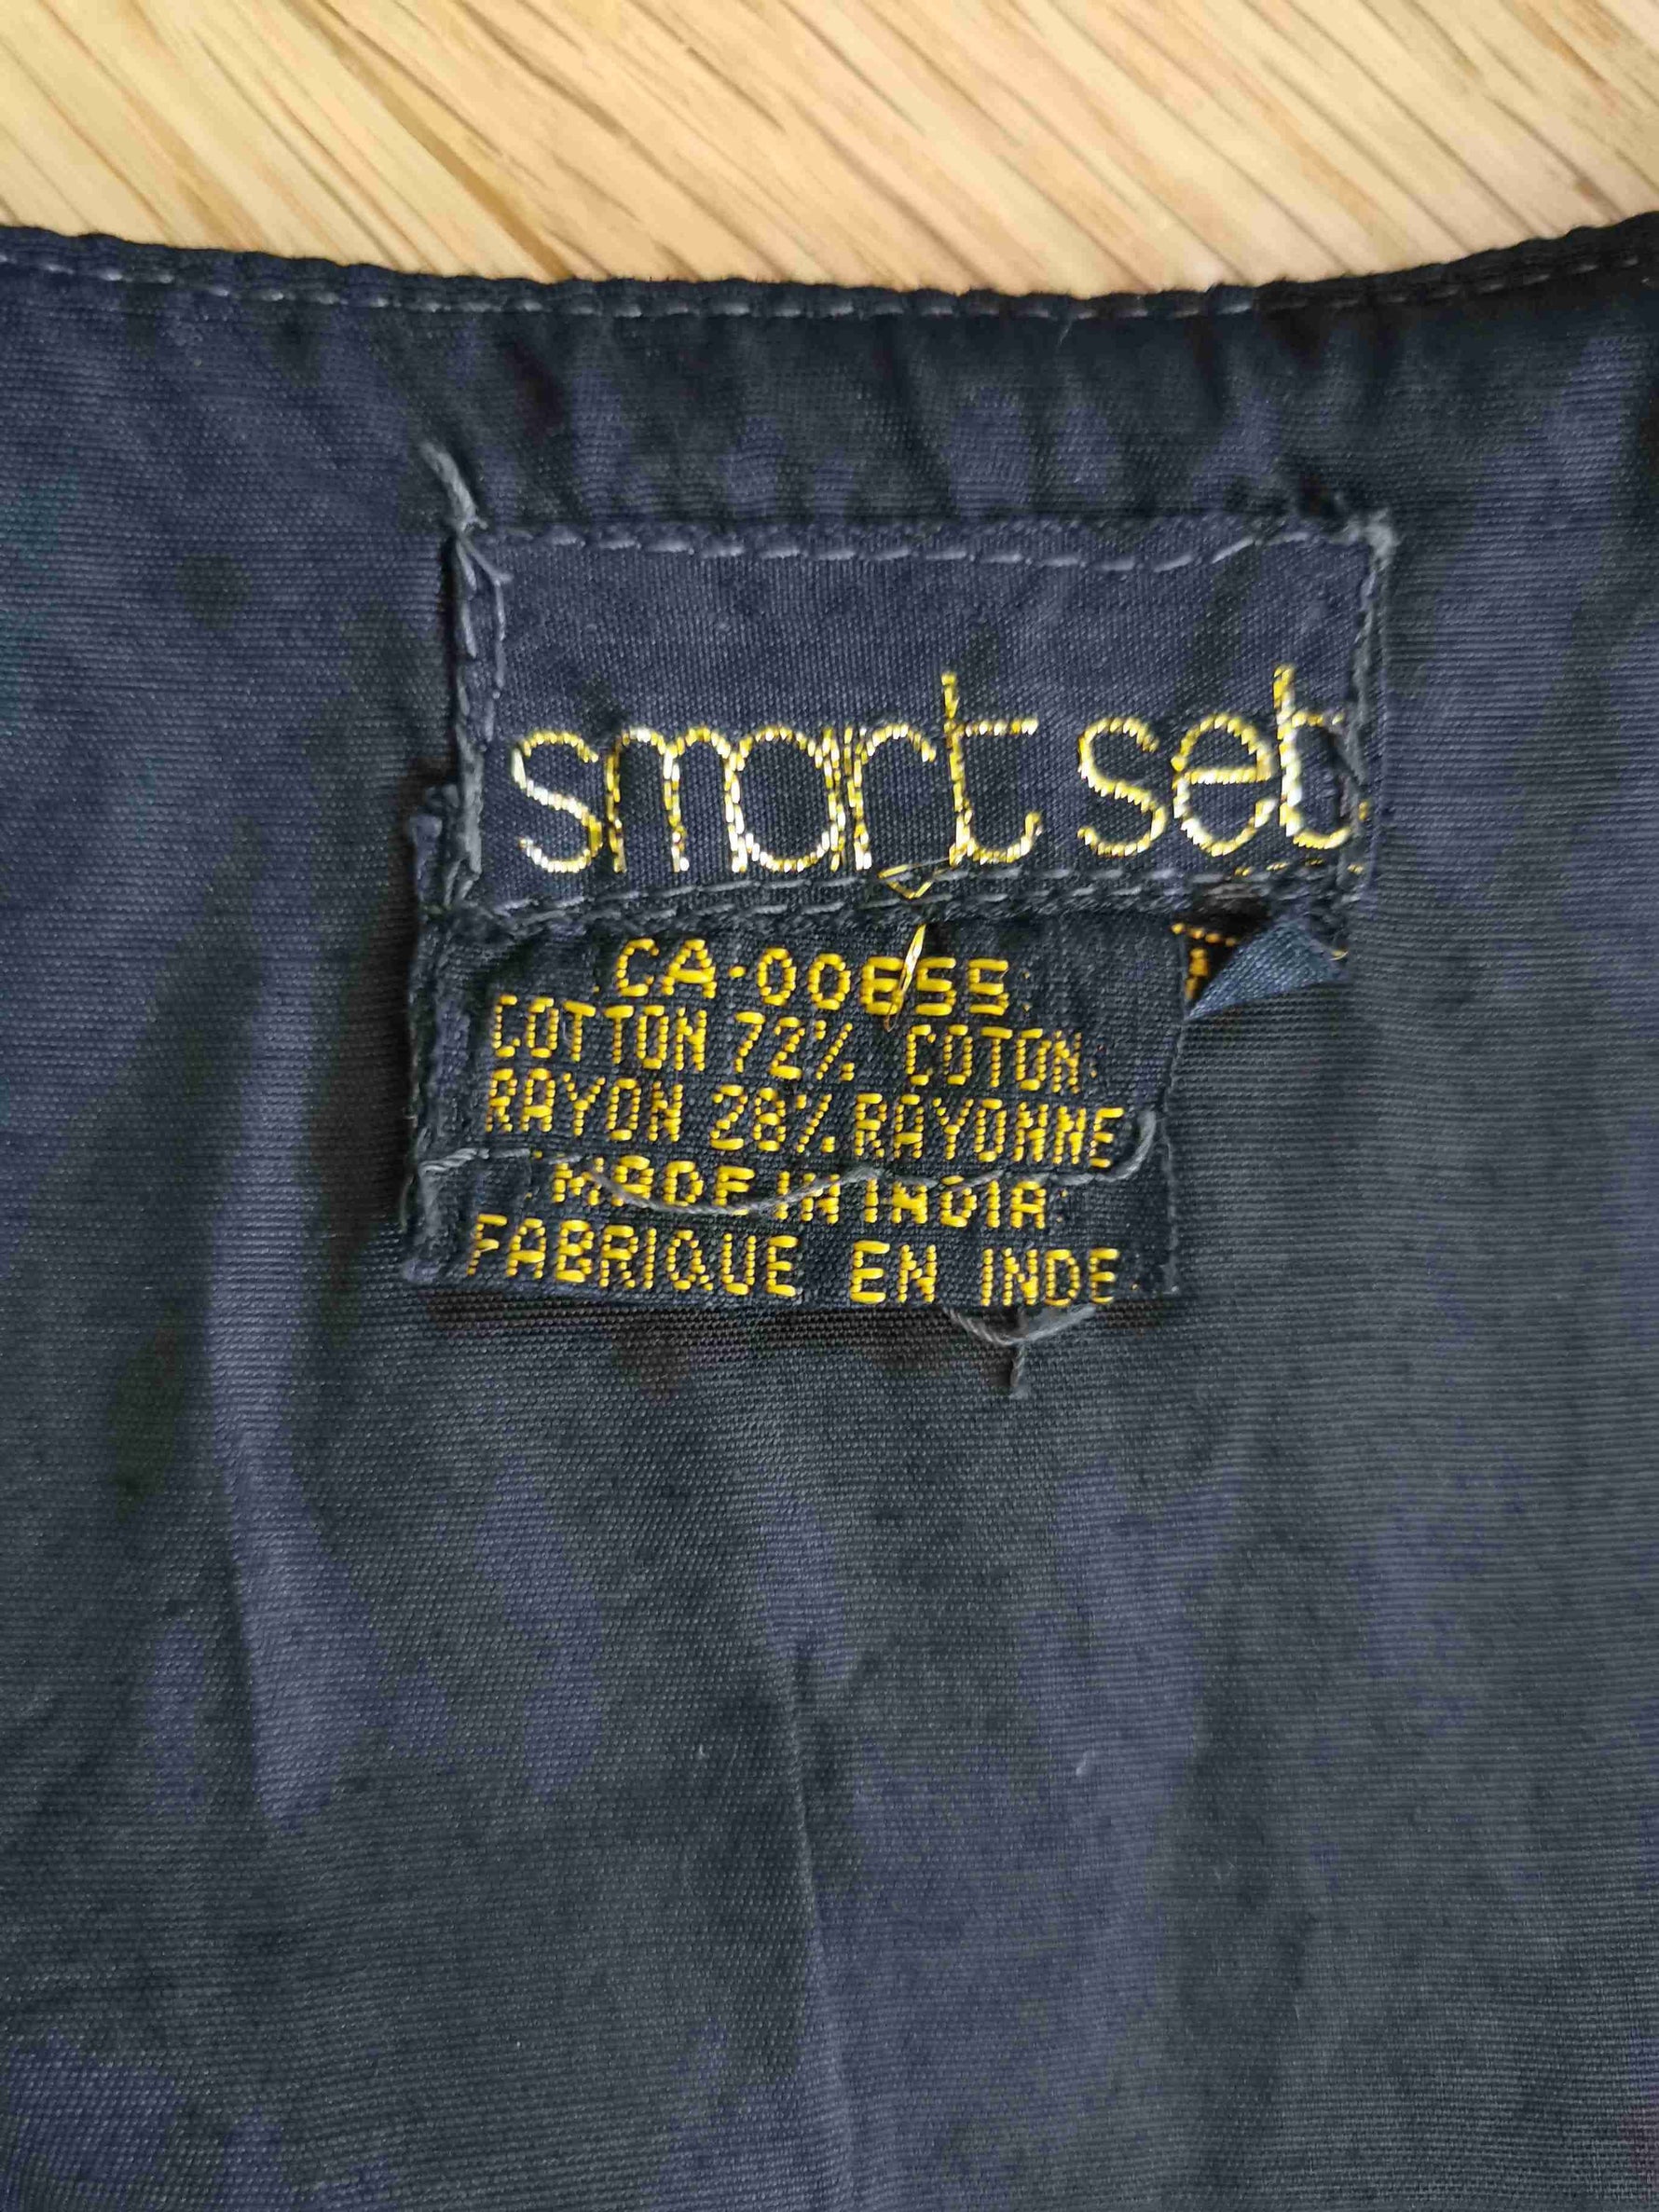 smart set
CA-00655
COTTON 72% COTON
RAYON 28% RAYONNE
MADE IN INDIA
FABRIQUE EN INDE